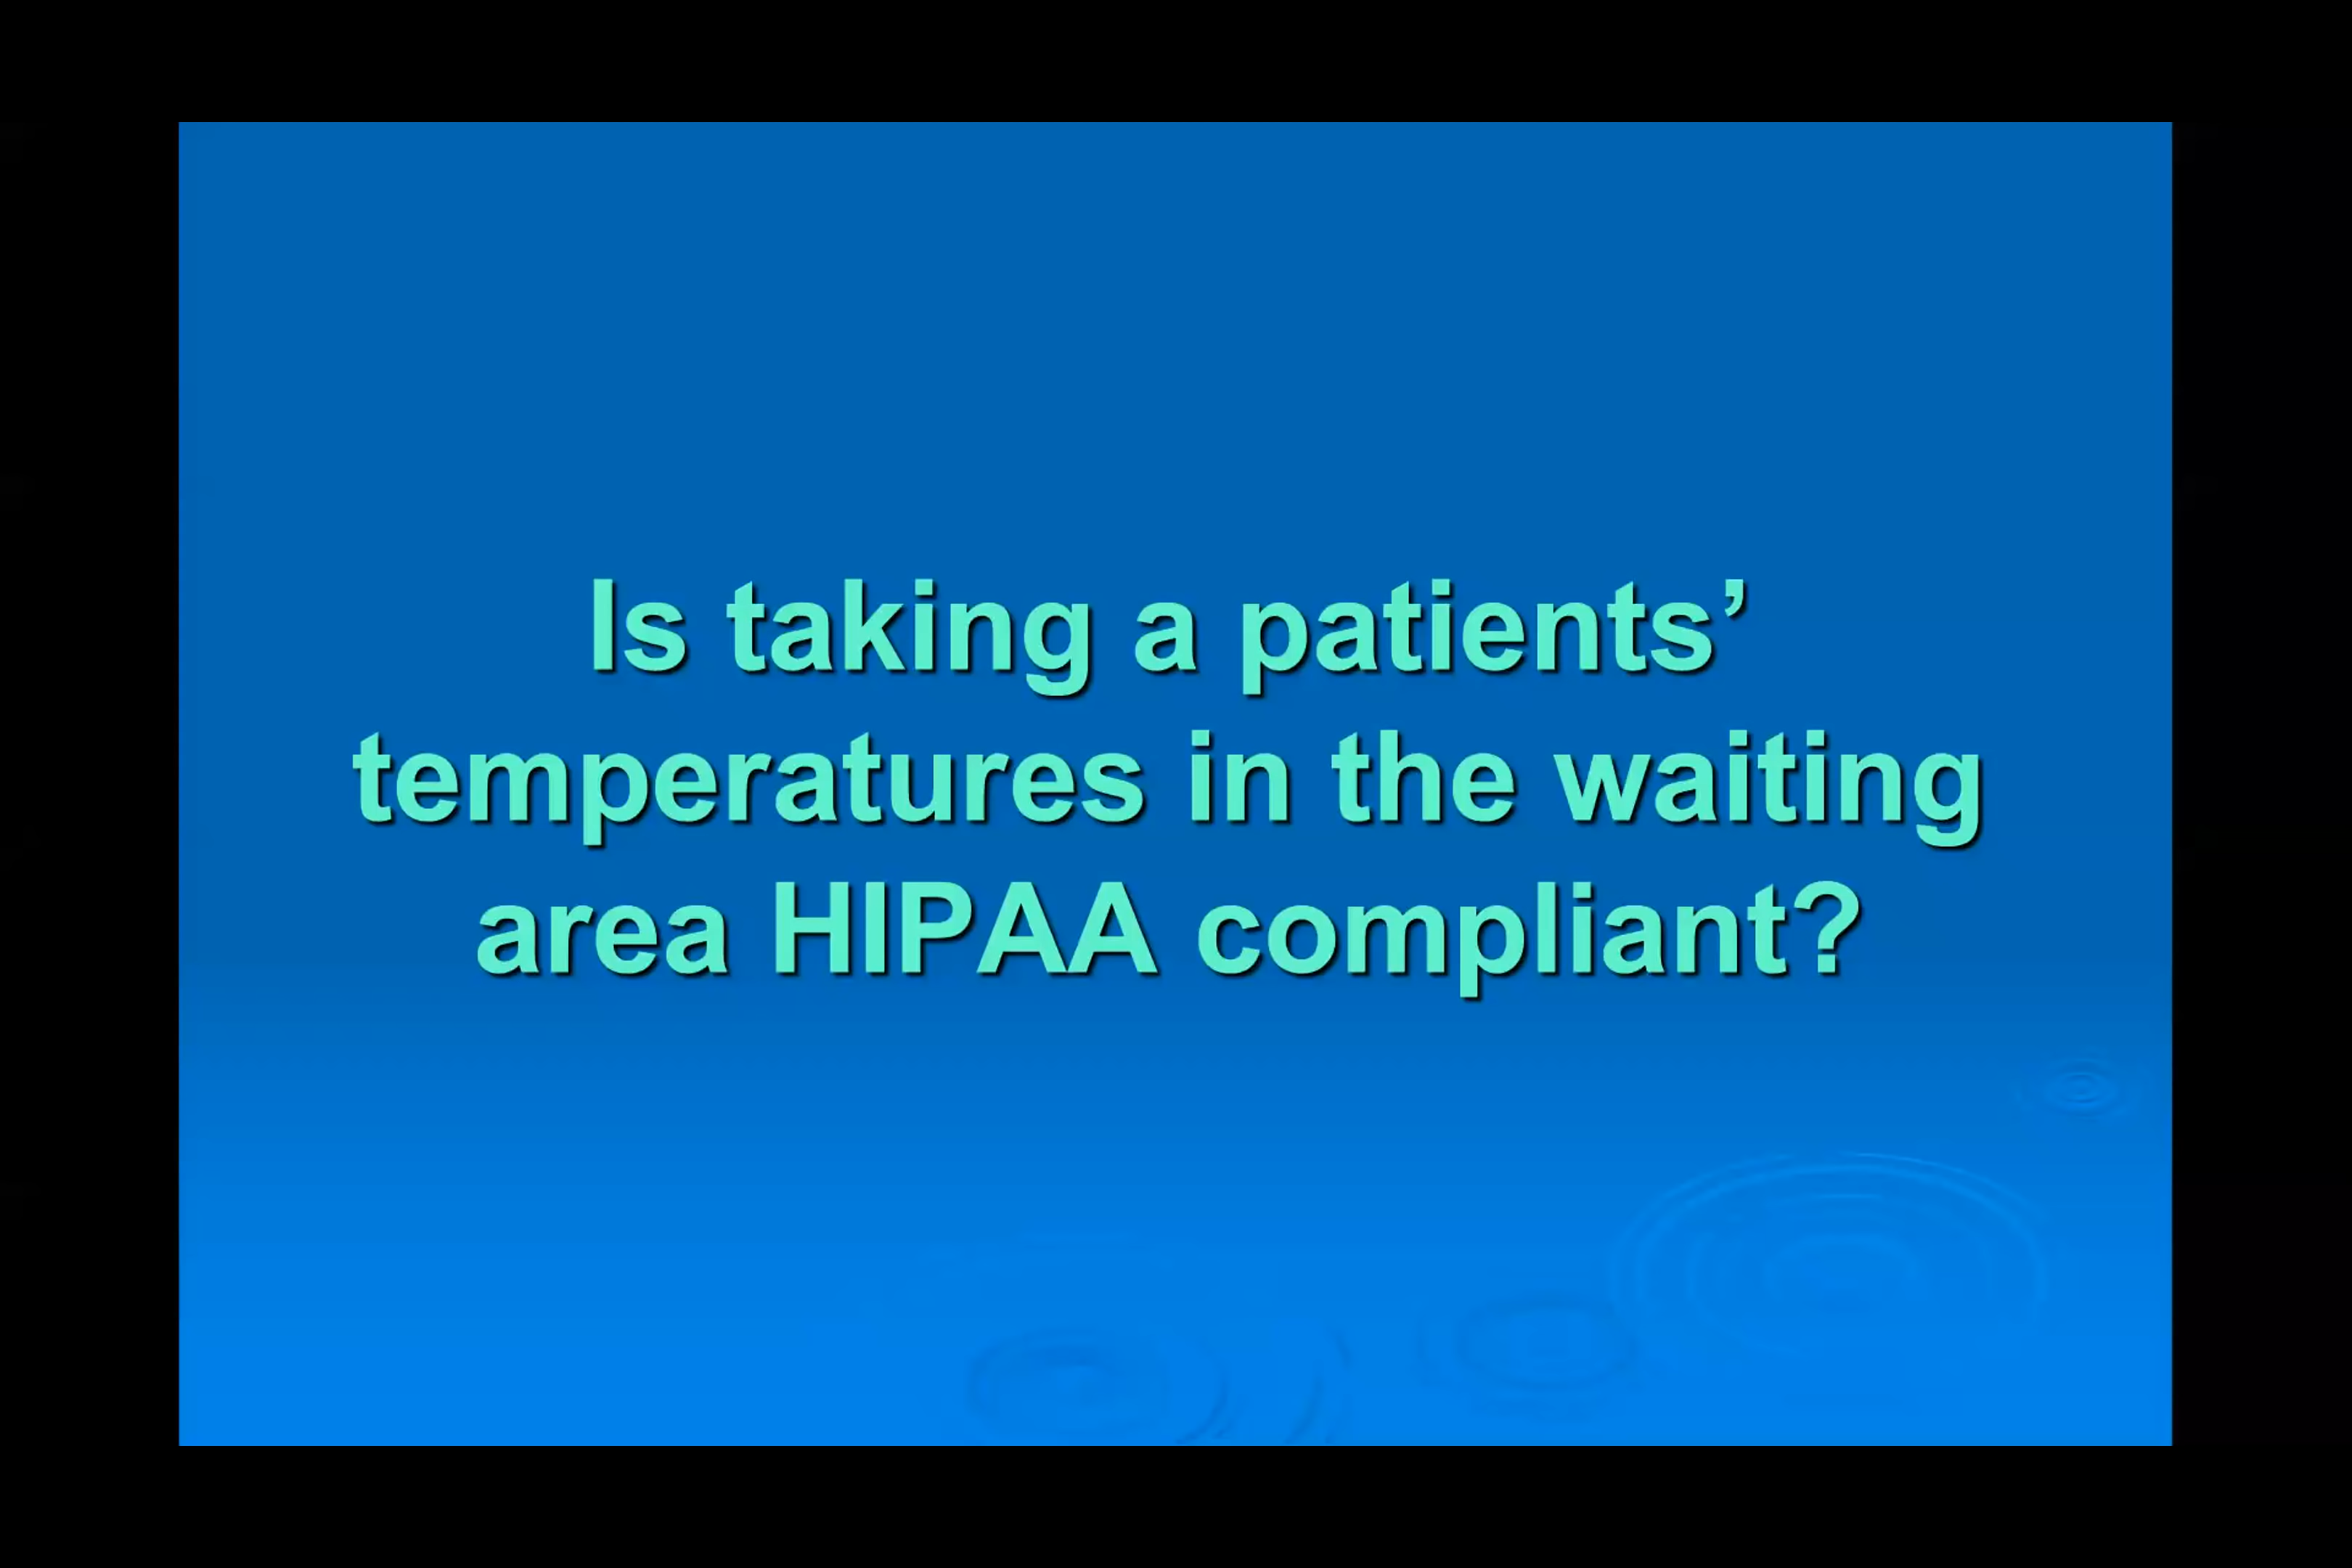 Is taking a patients’
temperatures in the waiting
area HIPAA compliant?